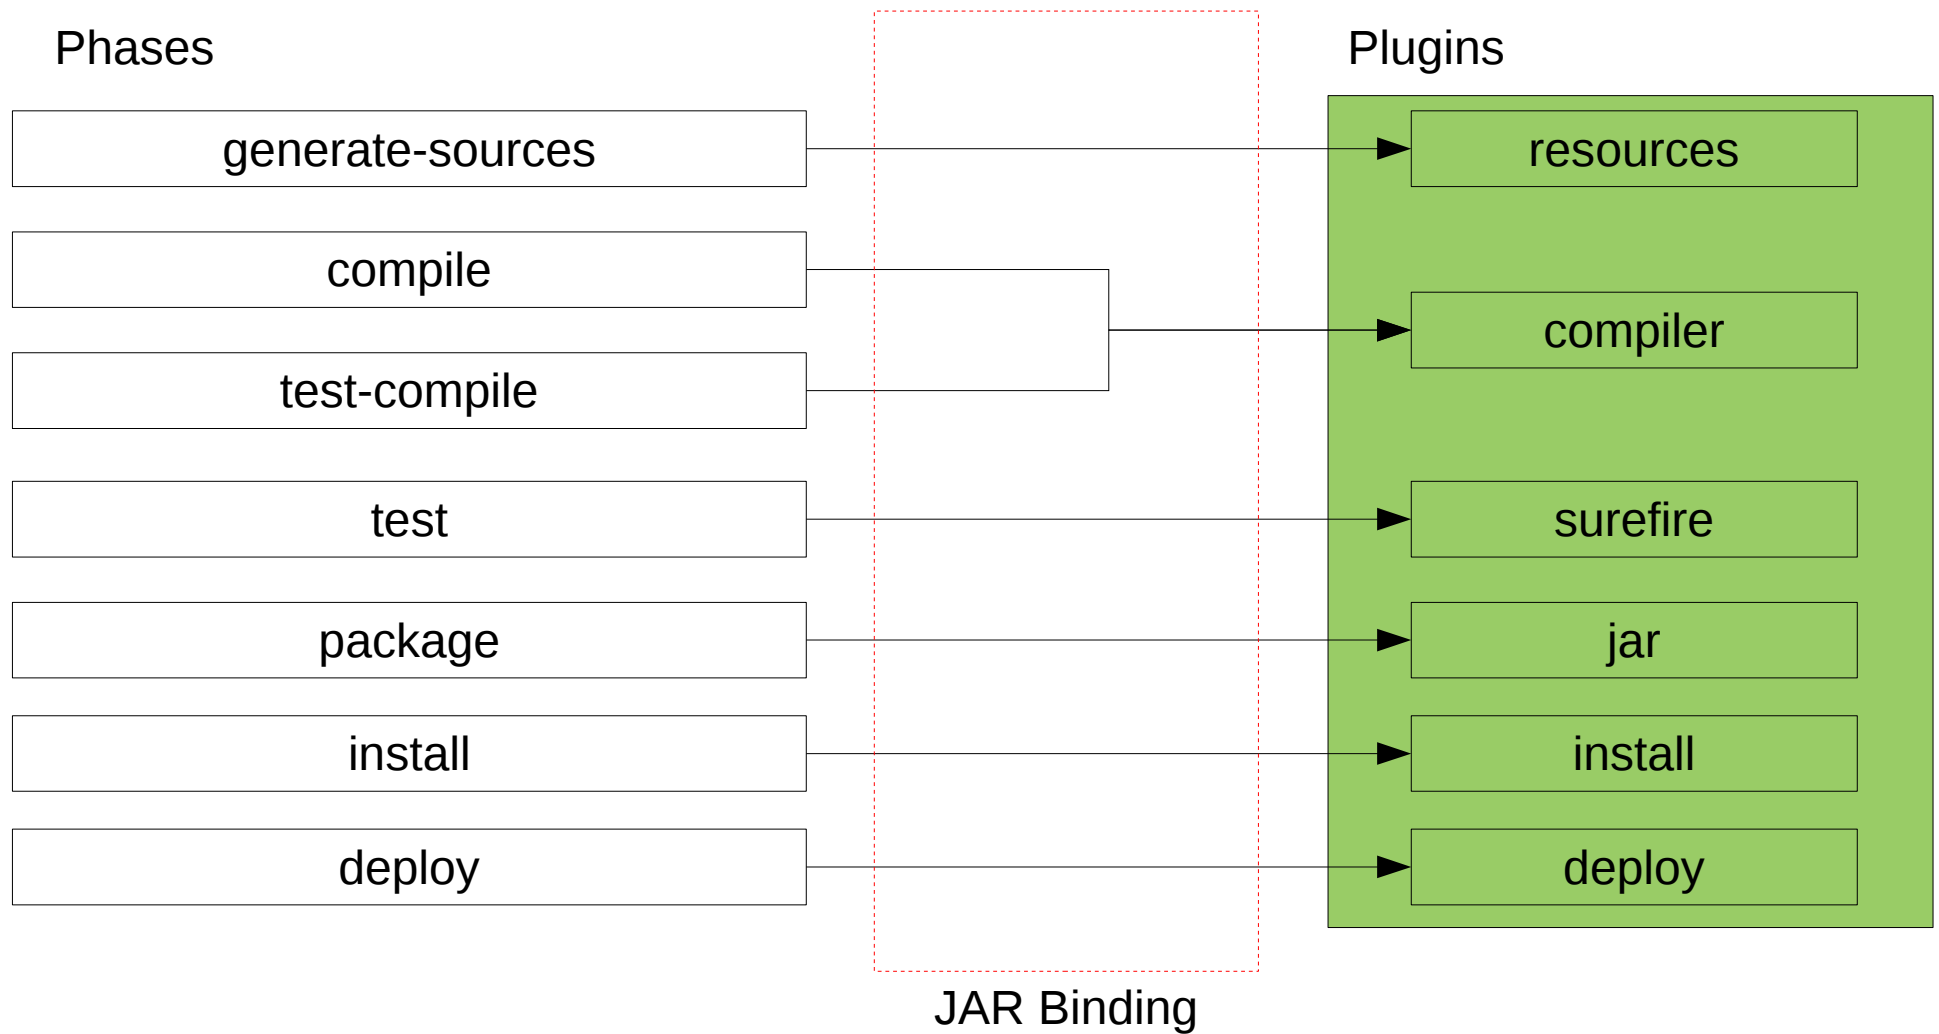 Phases
Plugins
generate-sources
resources
compile
compiler
test-compile
test
surefire
package
jar
install
install
deploy
deploy
JAR Binding